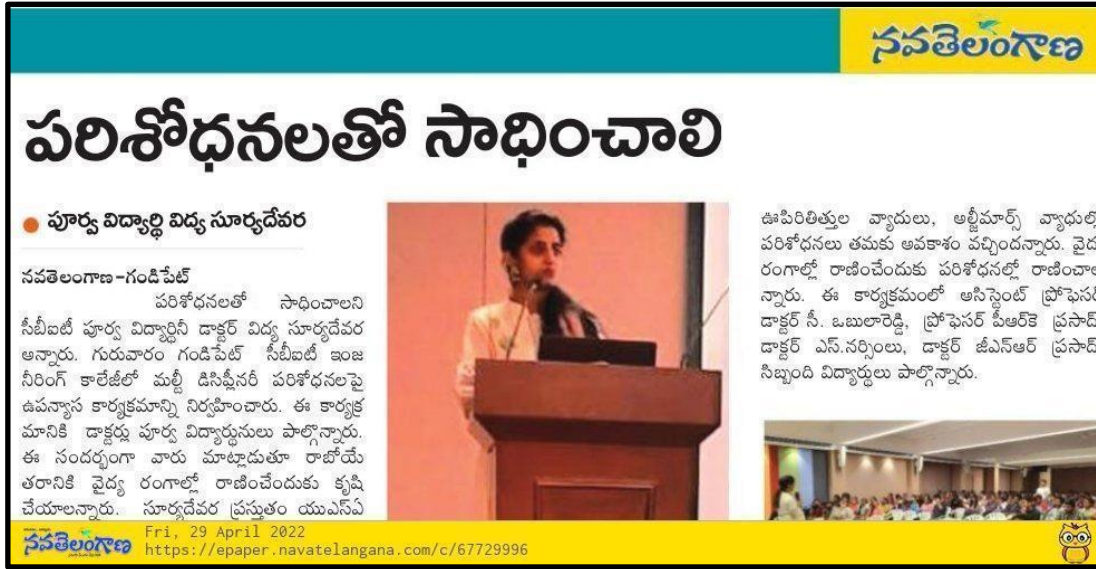 నవతెలంగాణ
పరిశోధనలతో సాధించాలి
పూర్వ విద్యార్థి విద్య సూర్యదేవర
నవతెలంగాణ-గండిపేట్
పరిశోధనలతో సాధించాలని
సీబీఐటీ పూర్వ విద్యార్థినీ డాక్టర్ విద్య సూర్యదేవర
అన్నారు. గురువారం గండిపేట్ సీబీఐటీ ఇంజ
నీరింగ్ కాలేజీలో మల్టీ డిసిప్లీనరీ పరిశోధనలపై
ఉపన్యాస కార్యక్రమాన్ని నిర్వహించారు. ఈ కార్యక్ర
మానికి డాక్టర్లు పూర్వ విద్యార్థునులు పాల్గొన్నారు.
ఈ సందర్భంగా వారు మాట్లాడుతూ రాబోయే
తరానికి వైద్య రంగాల్లో రాణించేందుకు కృషి
చేయాలన్నారు. సూర్యదేవర ప్రస్తుతం యుఎస్ఏ
ఊపిరితిత్తుల వ్యాదులు, అల్జీమార్స్ వ్యాధుల్లో
పరిశోధనలు తమకు అవకాశం వచ్చిందన్నారు. వైద్య
రంగాల్లో రాణించేందుకు పరిశోధనల్లో రాణించాల
న్నారు. ఈ కార్యక్రమంలో అసిస్టెంట్ ప్రోఫెసర్
డాక్టర్ సీ. ఒబులారెడ్డి, ప్రోఫెసర్ పీఆర్‌కె ప్రసాద్
డాక్టర్ ఎస్.నర్సింలు, డాక్టర్ జీఎన్ఆర్ ప్రసాద్
సిబ్బంది విద్యార్థులు పాల్గొన్నారు.
నవతెలంగాణ
Fri, 29 April 2022
https://epaper.navatelangana.com/c/67729996